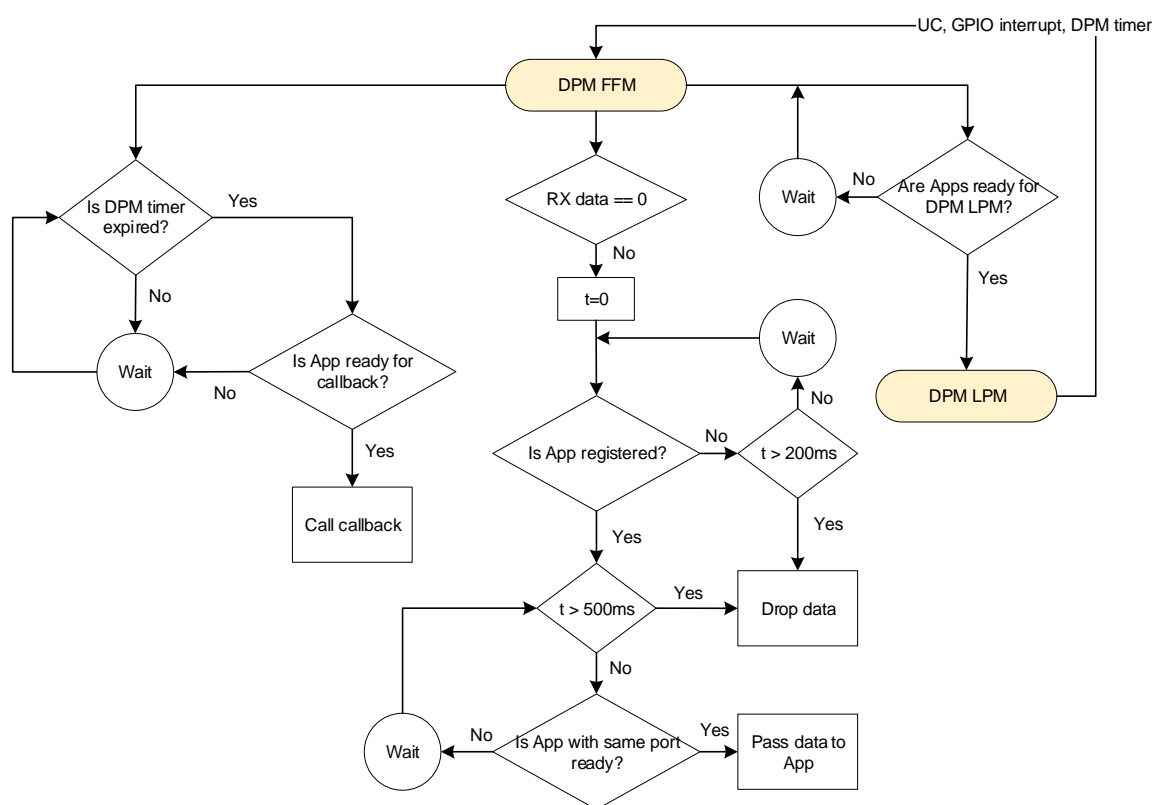 UC, GPIO interrupt, DPM timer
DPM FFM
Is DPM timer
expired?
Yes
No
Wait
Is App ready for
callback?
No
Yes
Call callback
RX data == 0
No
t=0
Wait
No
Is App registered?
No
t > 200ms
Yes
Yes
t > 500ms
Yes
Drop data
No
Is App with same port
ready?
No
Wait
Yes
Pass data to
App
Are Apps ready for
DPM LPM?
No
Wait
Yes
DPM LPM